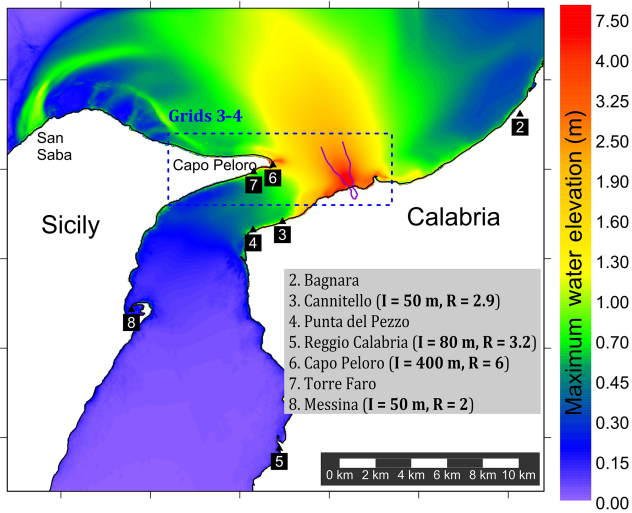 Grids 3-4
San
Saba
Capo Peloro
6
7
2
Sicily
Calabria
3
4
8
5
2. Bagnara
3. Cannitello (I = 50 m, R = 2.9)
4. Punta del Pezzo
5. Reggio Calabria (I = 80 m, R = 3.2)
6. Capo Peloro (I = 400 m, R = 6)
7. Torre Faro
8. Messina (I = 50 m, R = 2)
0 km 2 km 4 km 6 km 8 km 10 km
Maximum water elevation (m)
7.50
4.00
3.25
2.50
1.90
1.30
1.00
0.70
0.45
0.30
0.15
0.00